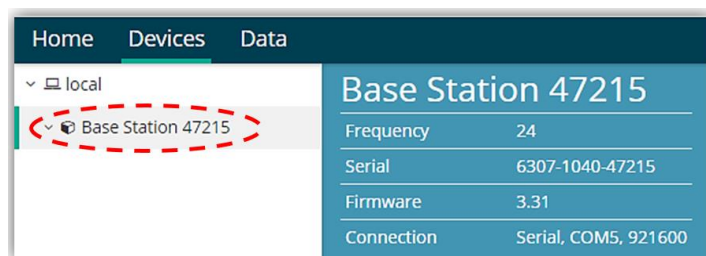 Home Devices Data
local
Base Station 47215
Base Station 47215
Frequency 24
Serial 6307-1040-47215
Firmware 3.31
Connection Serial, COM5, 921600